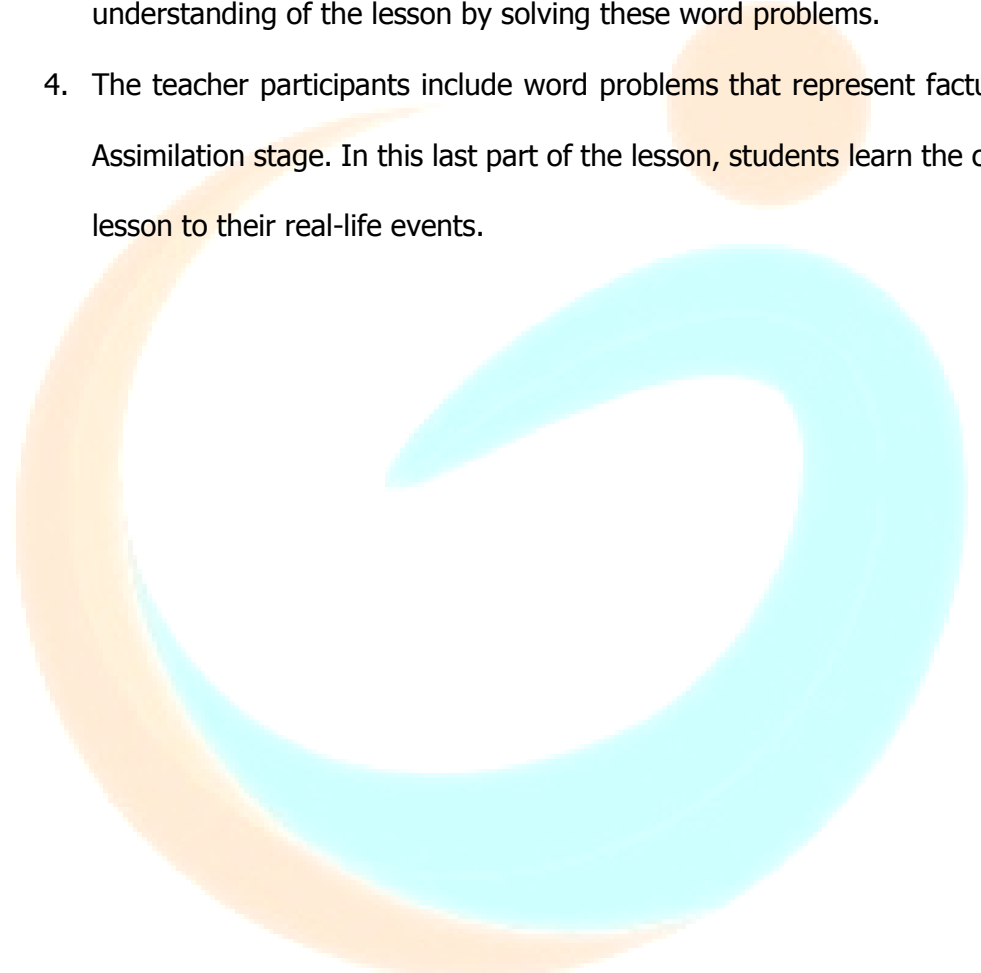 understanding of the lesson by solving these word problems.
4. The teacher participants include word problems that represent
Assimilation stage. In this last part of the lesson, students learn the
lesson to their real-life events.